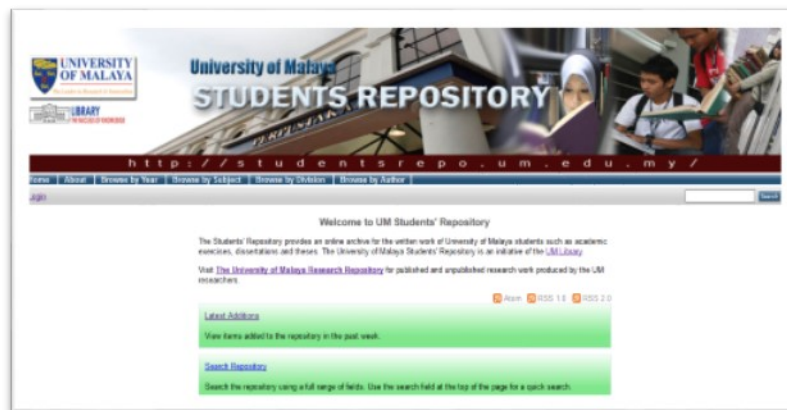 UNIVERSITY
OF MALAYA
LIBRARY
University of Malaya
STUDENTS REPOSITORY
PERPUSTAKA
http://studentsrepo.um.edu.my/
Home | About | Browse by Year | Browse by Subject | Browse by Division | Browse by Author |
Login
Search
Welcome to UM Students' Repository
The Students' Repository provides an online archive for the written work of University of Malaya students such as academic
exercises, dissertations and theses. The University of Malaya Students' Repository is an initiative of the UM Library.
Visit The University of Malaya Research Repository for published and unpublished research work produced by the UM
researchers.
Atom RSS 1.0 RSS 2.0
Latest Additions
View items added to the repository in the past week.
Search Repository
Search the repository using a full range of fields. Use the search field at the top of the page for a quick search.